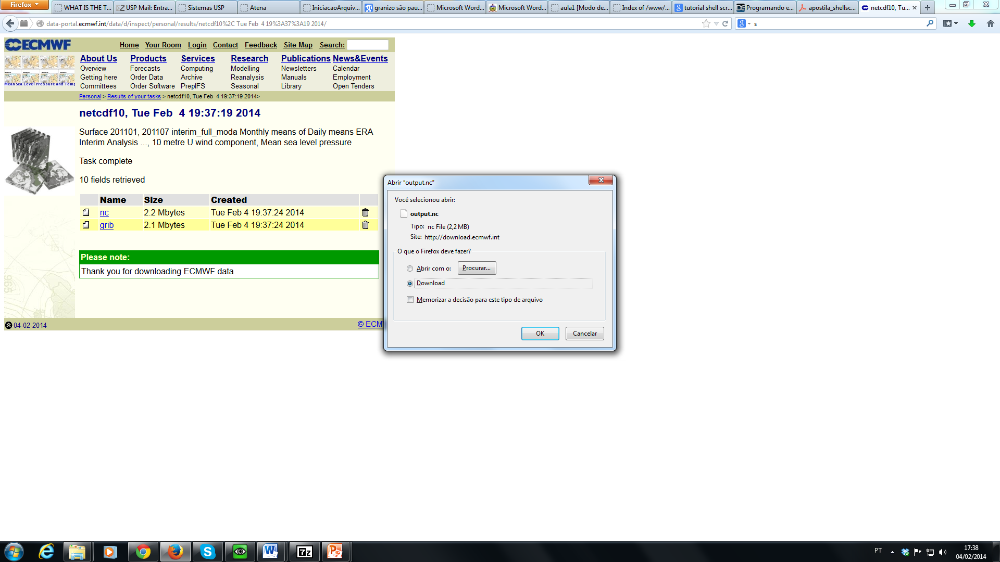 Firefox
WHAT IS THE T...
USP Mail: Entra...
Sistemas USP
Atena
IniciacaoArquiv...
granizo são pau...
Microsoft Word...
Microsoft Word...
aula1 [Modo de...
Index of /www/...
tutorial shell scr...
Programando e...
apostila_shellsc...
netcdf10, Tu...
data-portal.ecmwf.int/data/d/inspect/personal/results/netcdf10%2C Tue Feb  4 19%3A37%3A19 2014/
s
ECMWF
Home Your Room Login Contact Feedback Site Map Search:
About Us Products Services Research Publications News&Events
Overview Forecasts Computing Modelling Newsletters Calendar
Getting here Order Data Archive Reanalysis Manuals Employment
Committees Order Software PrepIFS Seasonal Library Open Tenders
Mean Sea Level Pressure and Temp
Personal > Results of your tasks > netcdf10, Tue Feb  4 19:37:19 2014>
netcdf10, Tue Feb  4 19:37:19 2014
Surface 201101, 201107 interim_full_moda Monthly means of Daily means ERA
Interim Analysis ..., 10 metre U wind component, Mean sea level pressure
Task complete
10 fields retrieved
Name Size Created
nc 2.2 Mbytes Tue Feb 4 19:37:24 2014
grib 2.1 Mbytes Tue Feb 4 19:37:24 2014
Please note:
Thank you for downloading ECMWF data
04-02-2014
© ECM
Abrir "output.nc"
Você selecionou abrir:
output.nc
Tipo: nc File (2,2 MB)
Site: http://download.ecmwf.int
O que o Firefox deve fazer?
Abrir com o: Procurar...
Download
Memorizar a decisão para este tipo de arquivo
OK Cancelar
PT
17:38
04/02/2014